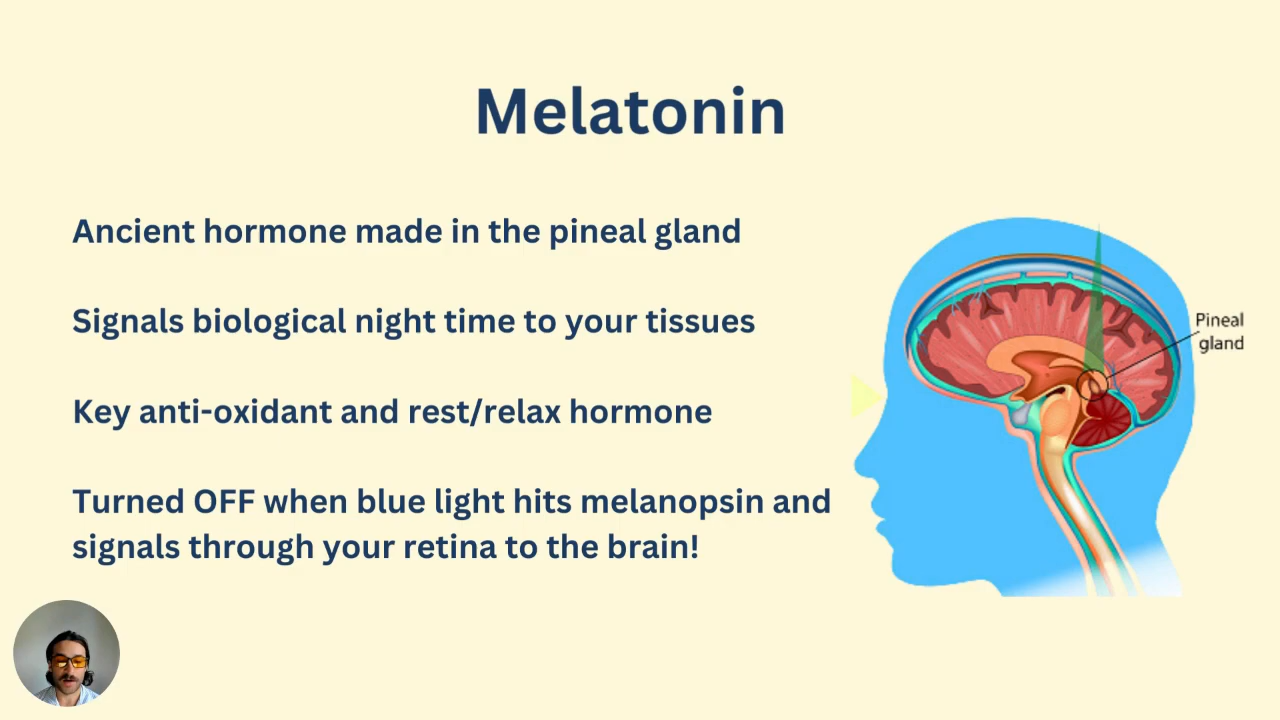 Melatonin
Ancient hormone made in the pineal gland
Signals biological night time to your tissues
Key anti-oxidant and rest/relax hormone
Turned OFF when blue light hits melanopsin and
signals through your retina to the brain!
Pineal
gland